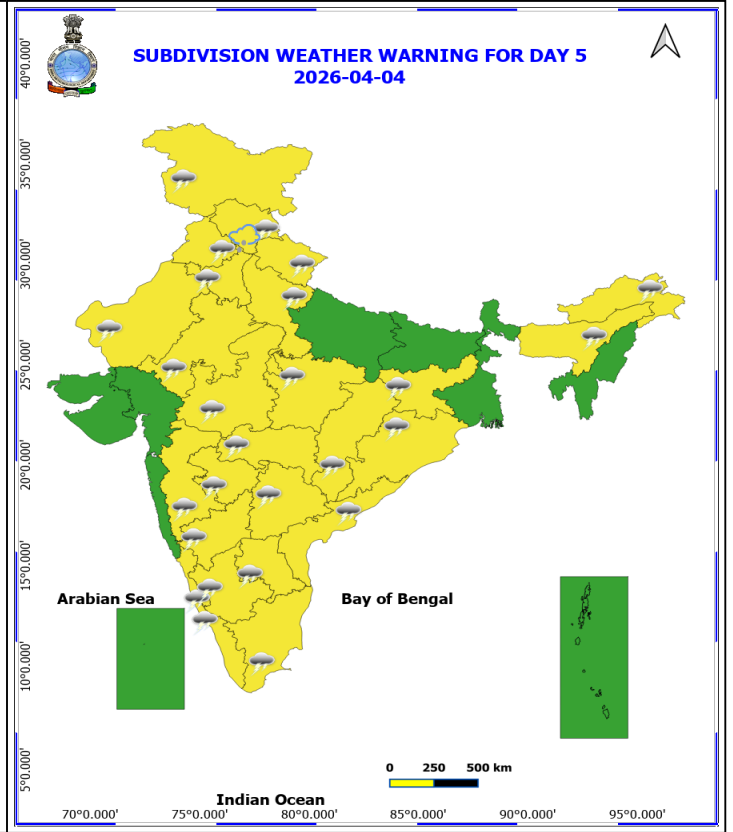 SUBDIVISION WEATHER WARNING FOR DAY 5
2026-04-04
40°0.000'
35°0.000'
30°0.000'
25°0.000'
20°0.000'
15°0.000'
10°0.000'
5°0.000'
Arabian Sea
Bay of Bengal
0 250 500 km
Indian Ocean
70°0.000' 75°0.000' 80°0.000' 85°0.000' 90°0.000' 95°0.000'